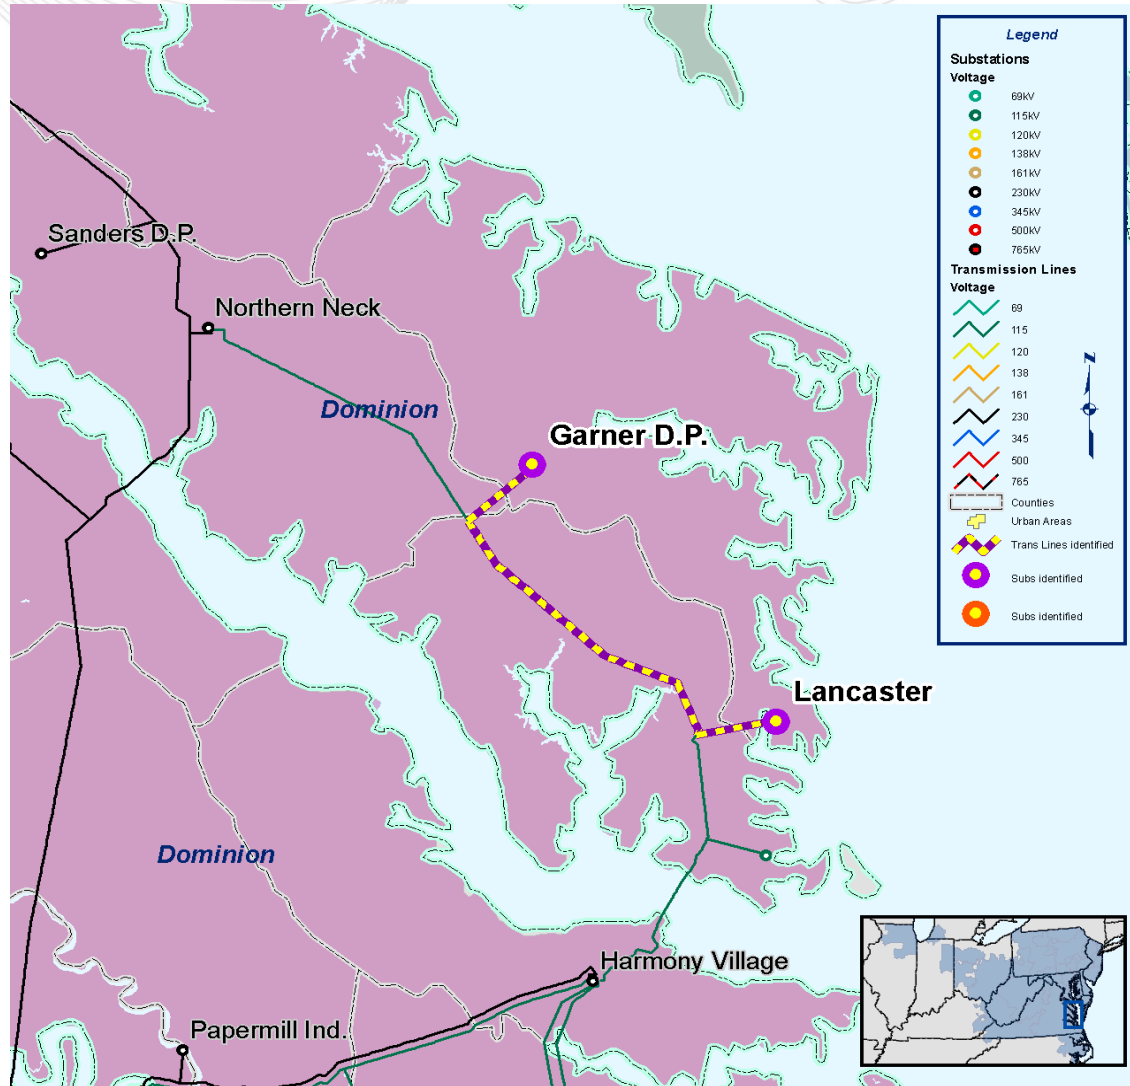 Sanders D.P.
Northern Neck
Dominion
Garner D.P.
Lancaster
Dominion
Harmony Village
Papermill Ind.
Legend
Substations
Voltage
69kV
115kV
120kV
138kV
161kV
230kV
345kV
500kV
765kV
Transmission Lines
Voltage
69
115
120
138
161
230
345
500
765
Counties
Urban Areas
Trans Lines identified
Subs identified
Subs identified